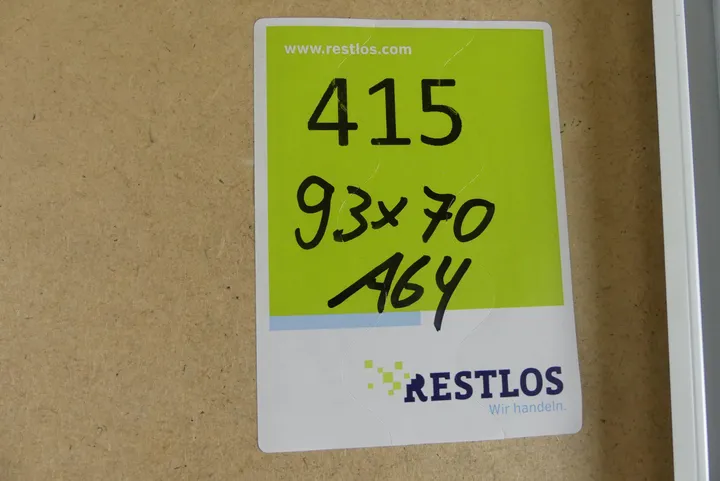 www.restlos.com
415
93x70
A64
RESTLOS
Wir handeln.